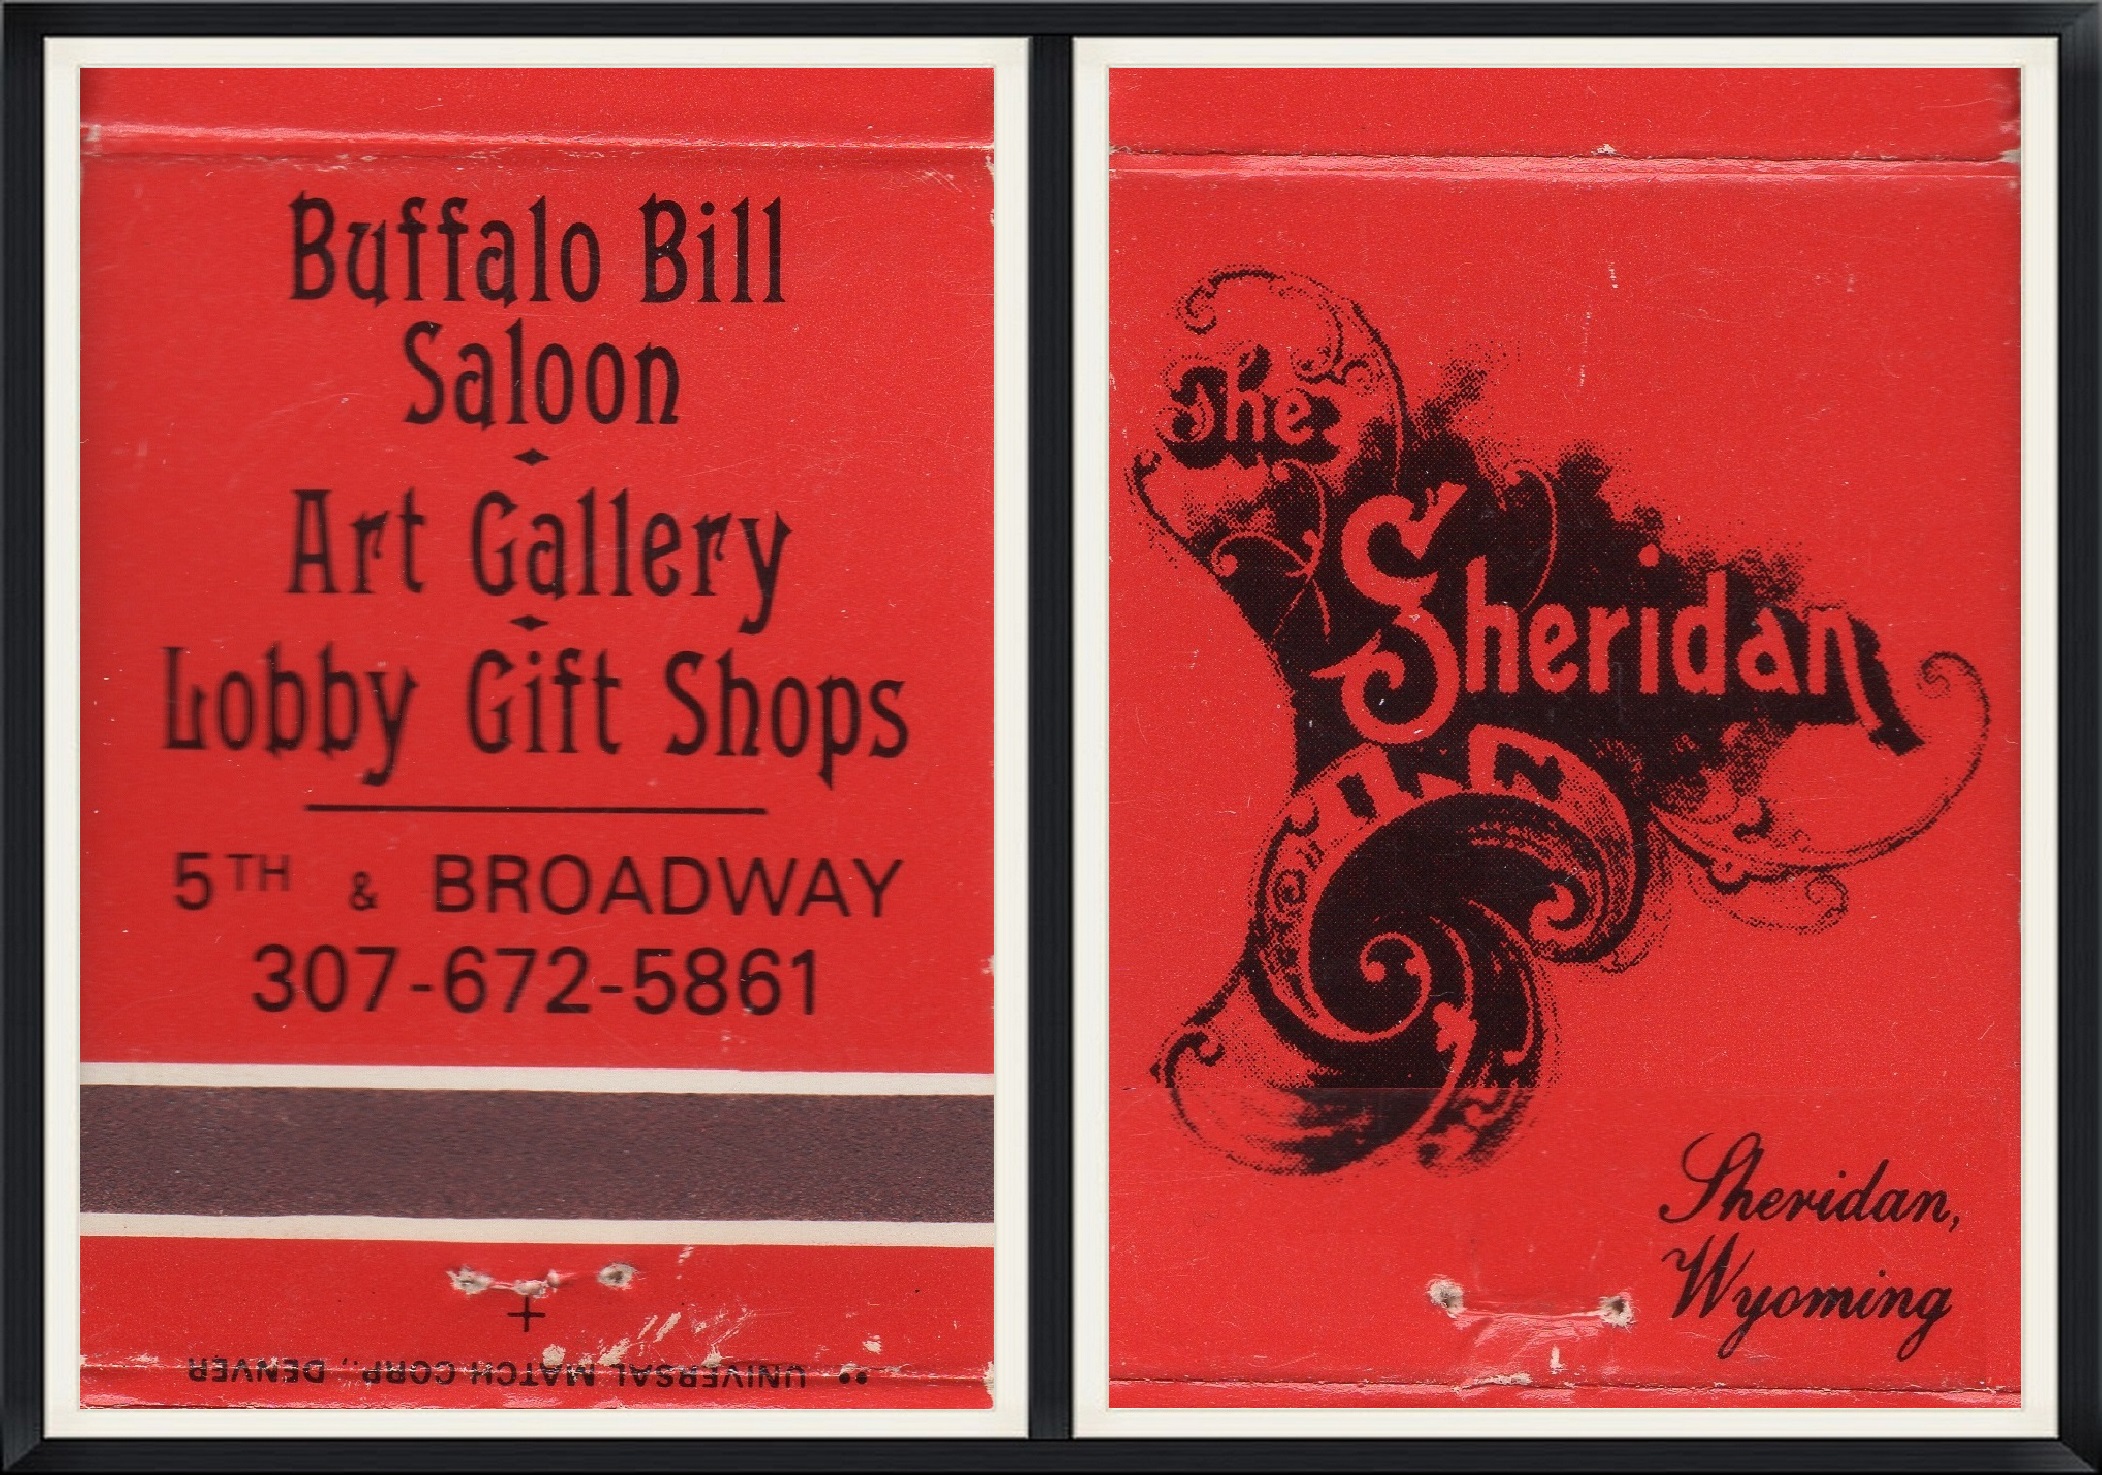 Buffalo Bill
Saloon
Art Gallery
Lobby Gift Shops
5TH & BROADWAY
307-672-5861
UNIVERSAL MATCH CORP., DENVER
The
Sheridan
INN
Sheridan,
Wyoming